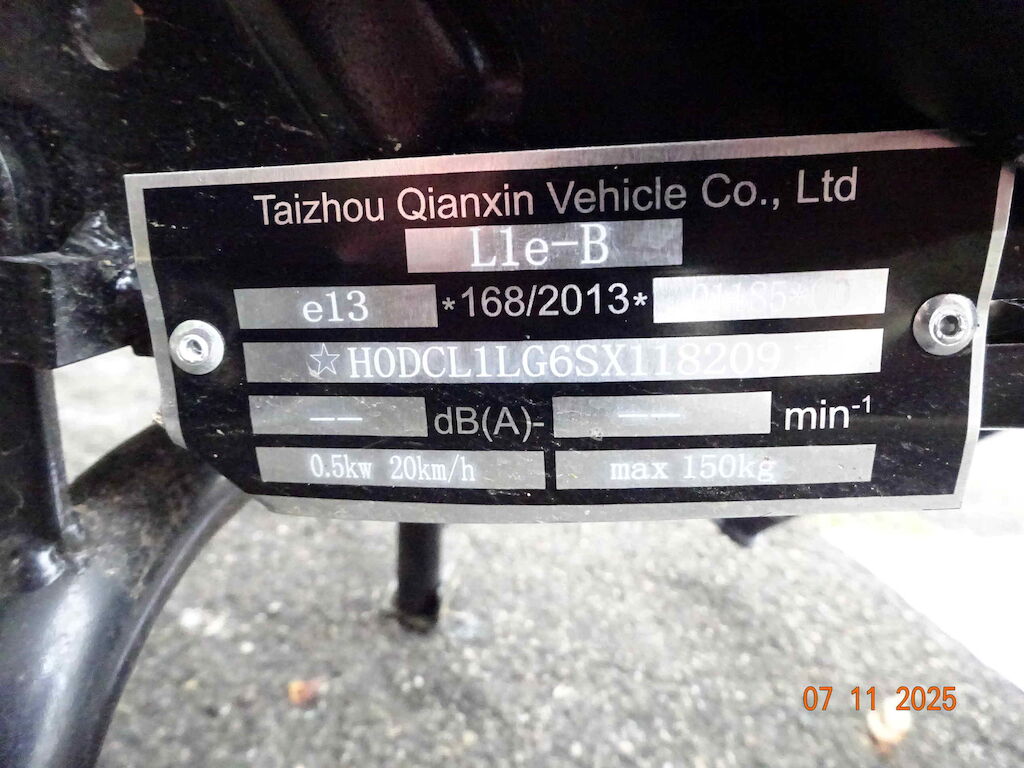 Taizhou Qianxin Vehicle Co., Ltd
L1e-B
e13 *168/2013* 01185*
☆H0DCL1LG6SX118209
-- dB(A)- -- min-1
0.5kw 20km/h max 150kg
07 11 2025